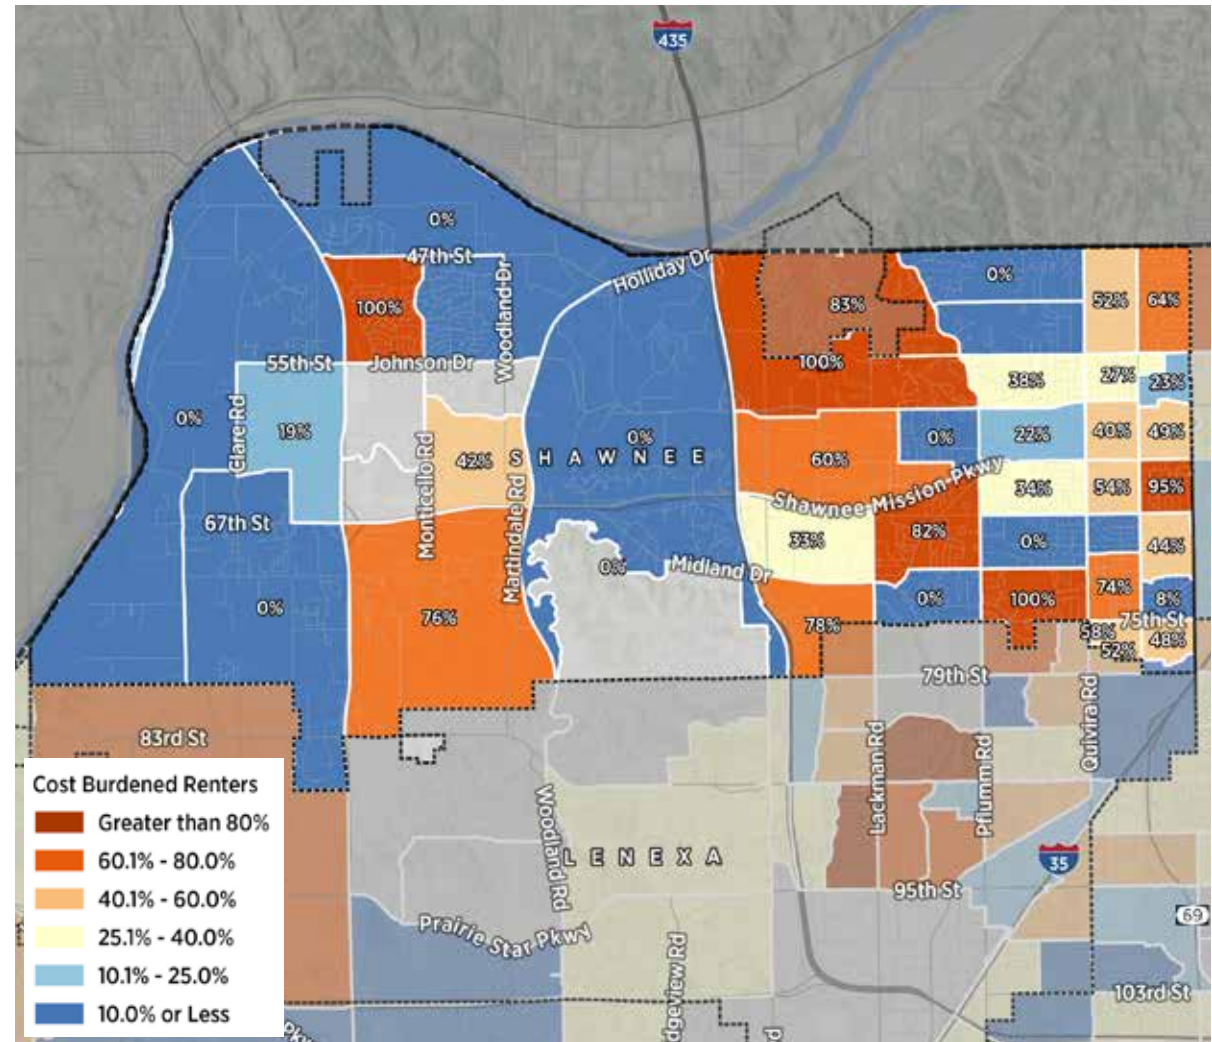 435
0%
47th St
Holliday Dr
Woodland Dr
0%
52%
64%
83%
100%
55th St
Johnson Dr
100%
38%
27%
23%
0%
Clare Rd
19%
Monticello Rd
42%
SHAWNEE
0%
60%
0%
22%
40%
49%
Martindale Rd
Shawnee Mission Pkwy
34%
54%
95%
67th St
33%
82%
0%
44%
0%
Midland Dr
0%
76%
78%
0%
100%
74%
8%
75th St
58%
52%
48%
79th St
83rd St
Lackman Rd
Pflumm Rd
Quivira Rd
Woodland Rd
LENEXA
35
95th St
69
Prairie Star Pkwy
dgeview Rd
103rd St
d
Pkw
Cost Burdened Renters
Greater than 80%
60.1% - 80.0%
40.1% - 60.0%
25.1% - 40.0%
10.1% - 25.0%
10.0% or Less